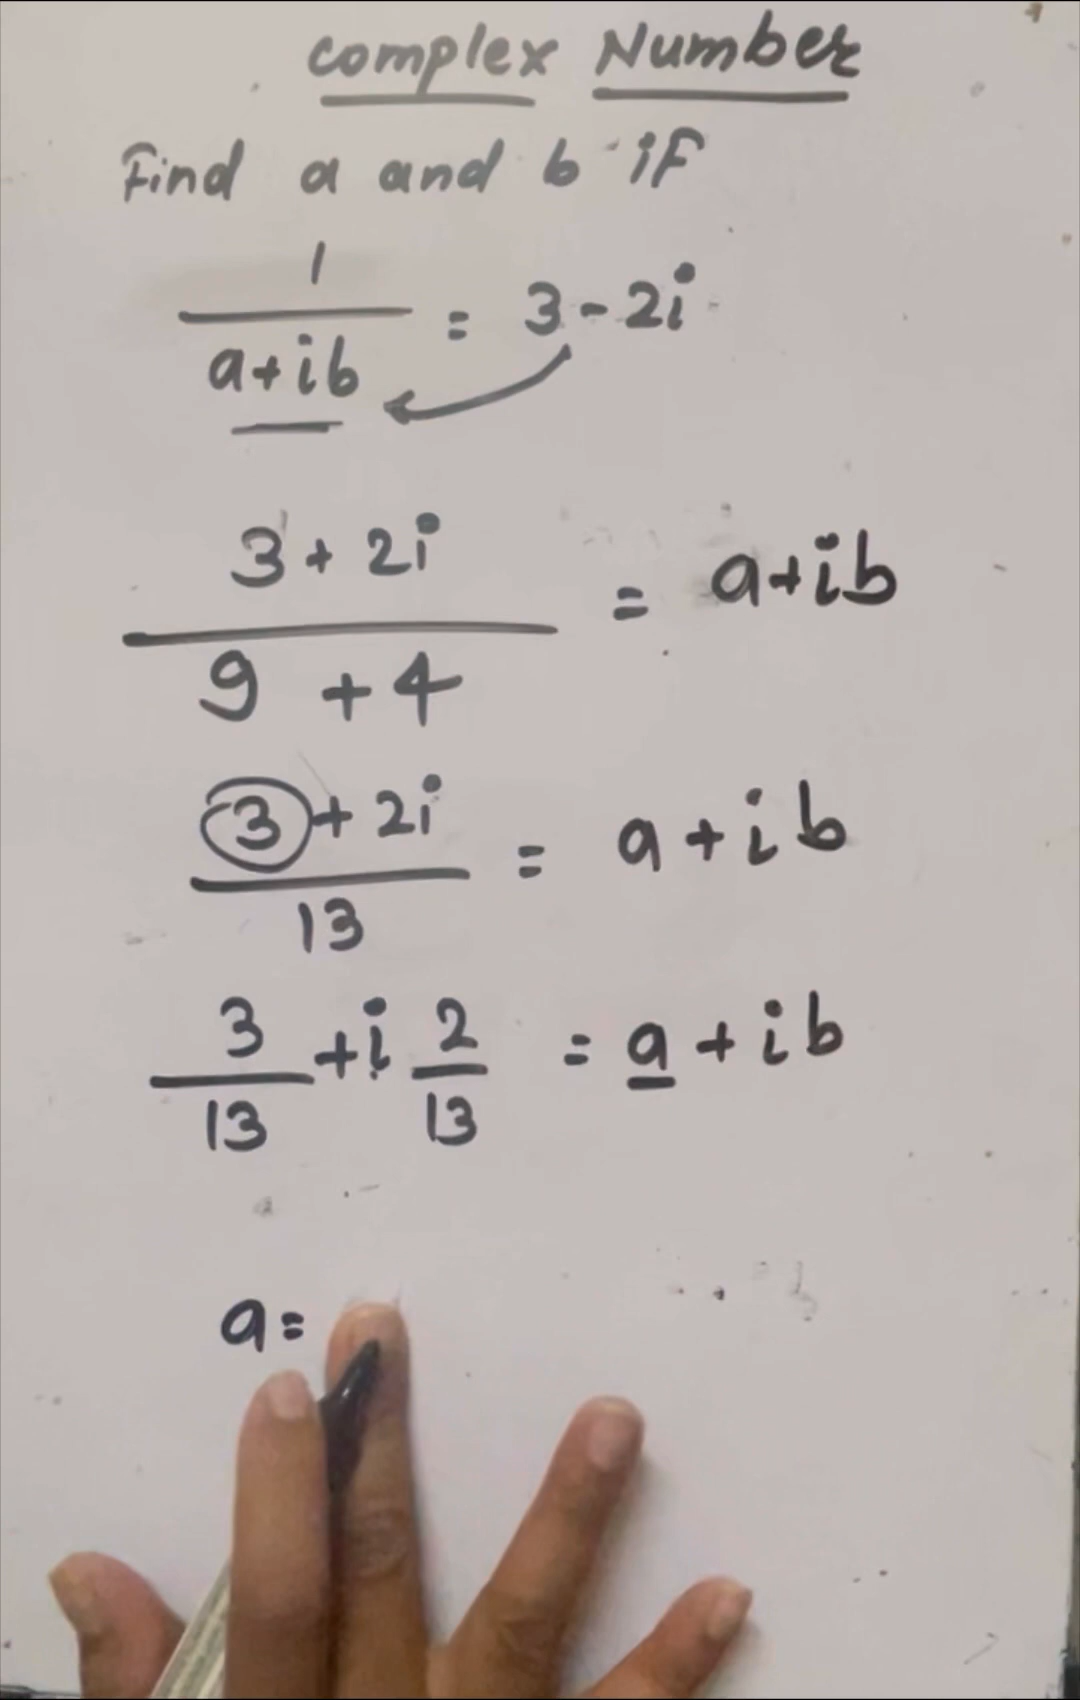 Complex Number
Find a and b if
1/(a+ib) = 3-2i
(3+2i)/(9+4) = a+ib
(3+2i)/13 = a+ib
3/13 +i 2/13 = a+ib
a=